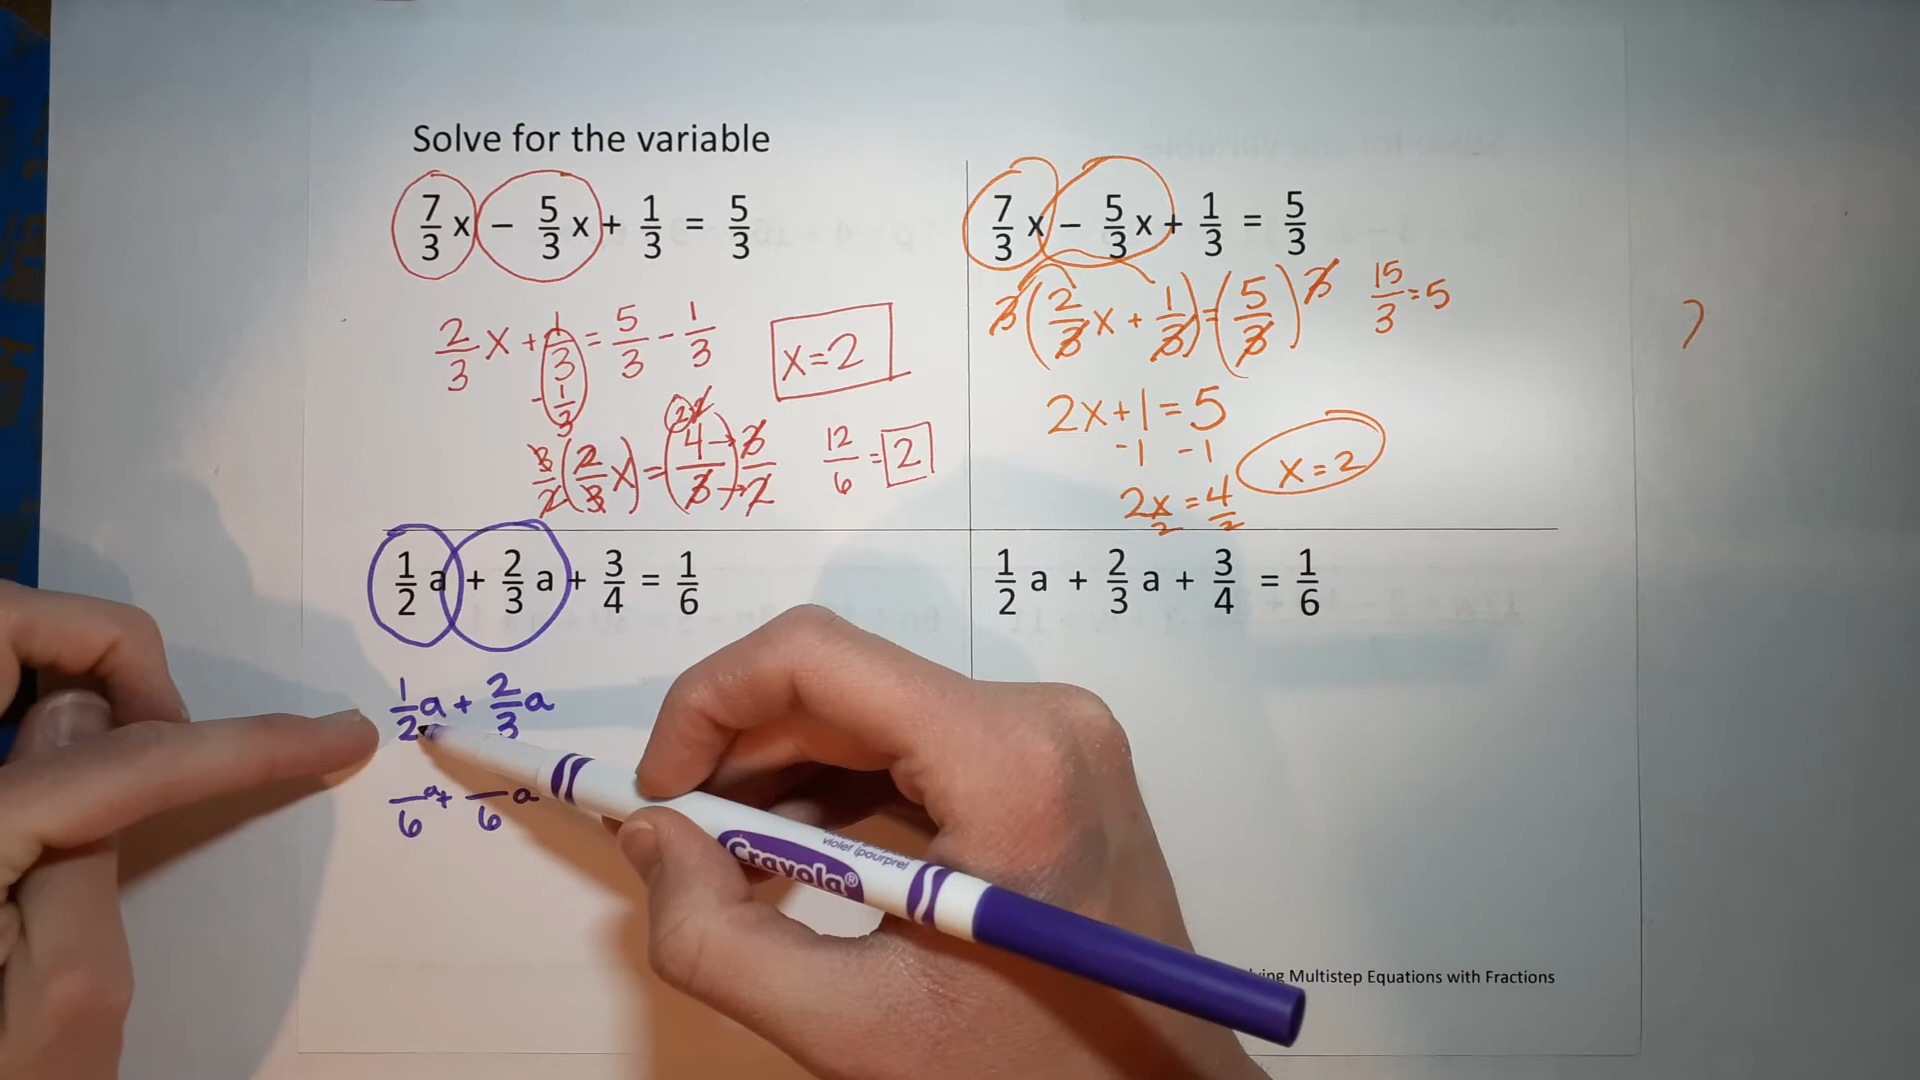 Solve for the variable
7/3 x - 5/3 x + 1/3 = 5/3
2/3 x + 1/3 = 5/3 - 1/3
- 1/3
x=2
3/2 (2/3 x) = (4/3) 3/2
12/6 = 2
7/3 x - 5/3 x + 1/3 = 5/3
3(2/3 x + 1/3) = (5/3)3
15/3 = 5
2x+1=5
-1 -1
2x/2 = 4/2
x=2
1/2 a + 2/3 a + 3/4 = 1/6
1/2 a + 2/3 a
_/6 a + _/6 a
1/2 a + 2/3 a + 3/4 = 1/6
Crayola®
violet (pourpre)
Multistep Equations with Fractions